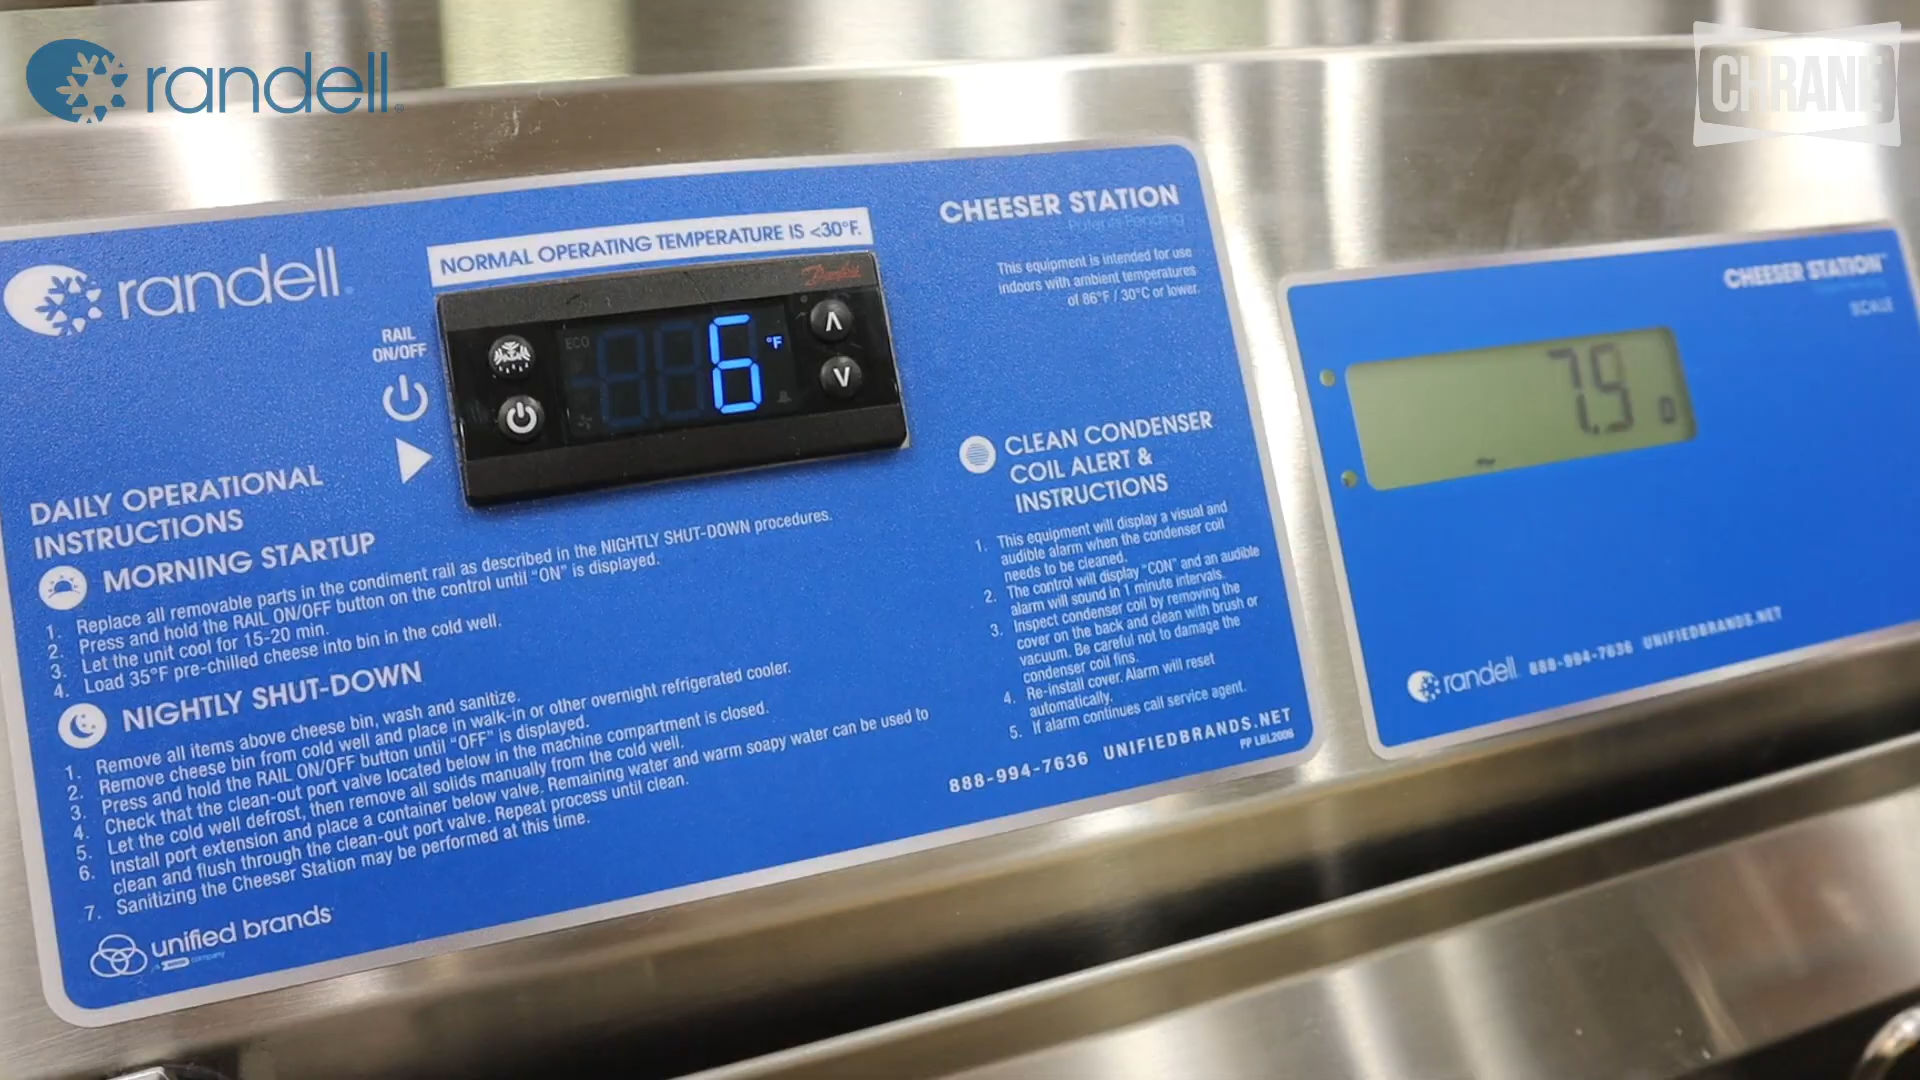 randell
CHRANE
randell
NORMAL OPERATING TEMPERATURE IS <30°F.
CHEESER STATION
Patents Pending
This equipment is intended for use
indoors with ambient temperatures
of 86°F / 30°C or lower.
RAIL
ON/OFF
Danfoss
ECO
6 °F
DAILY OPERATIONAL
INSTRUCTIONS
MORNING STARTUP
1. Replace all removable parts in the condiment rail as described in the NIGHTLY SHUT-DOWN procedures.
2. Press and hold the RAIL ON/OFF button on the control until "ON" is displayed.
3. Let the unit cool for 15-20 min.
4. Load 35°F pre-chilled cheese into bin in the cold well.
NIGHTLY SHUT-DOWN
1. Remove all items above cheese bin, wash and sanitize.
2. Remove cheese bin from cold well and place in walk-in or other overnight refrigerated cooler.
3. Press and hold the RAIL ON/OFF button until "OFF" is displayed.
4. Check that the clean-out port valve located below in the machine compartment is closed.
5. Let the cold well defrost, then remove all solids manually from the cold well.
6. Install port extension and place a container below valve. Remaining water and warm soapy water can be used to
clean and flush through the clean-out port valve. Repeat process until clean.
7. Sanitizing the Cheeser Station may be performed at this time.
unified brands
company
CLEAN CONDENSER
COIL ALERT &
INSTRUCTIONS
1. This equipment will display a visual and
audible alarm when the condenser coil
needs to be cleaned.
2. The control will display "CON" and an audible
alarm will sound in 1 minute intervals.
3. Inspect condenser coil by removing the
cover on the back and clean with brush or
vacuum. Be careful not to damage the
condenser coil fins.
4. Re-install cover. Alarm will reset
automatically.
5. If alarm continues call service agent.
888-994-7636 UNIFIEDBRANDS.NET
PP LBL2006
CHEESER STATION™
SCALE
7.5
randell 888-994-7636 UNIFIEDBRANDS.NET